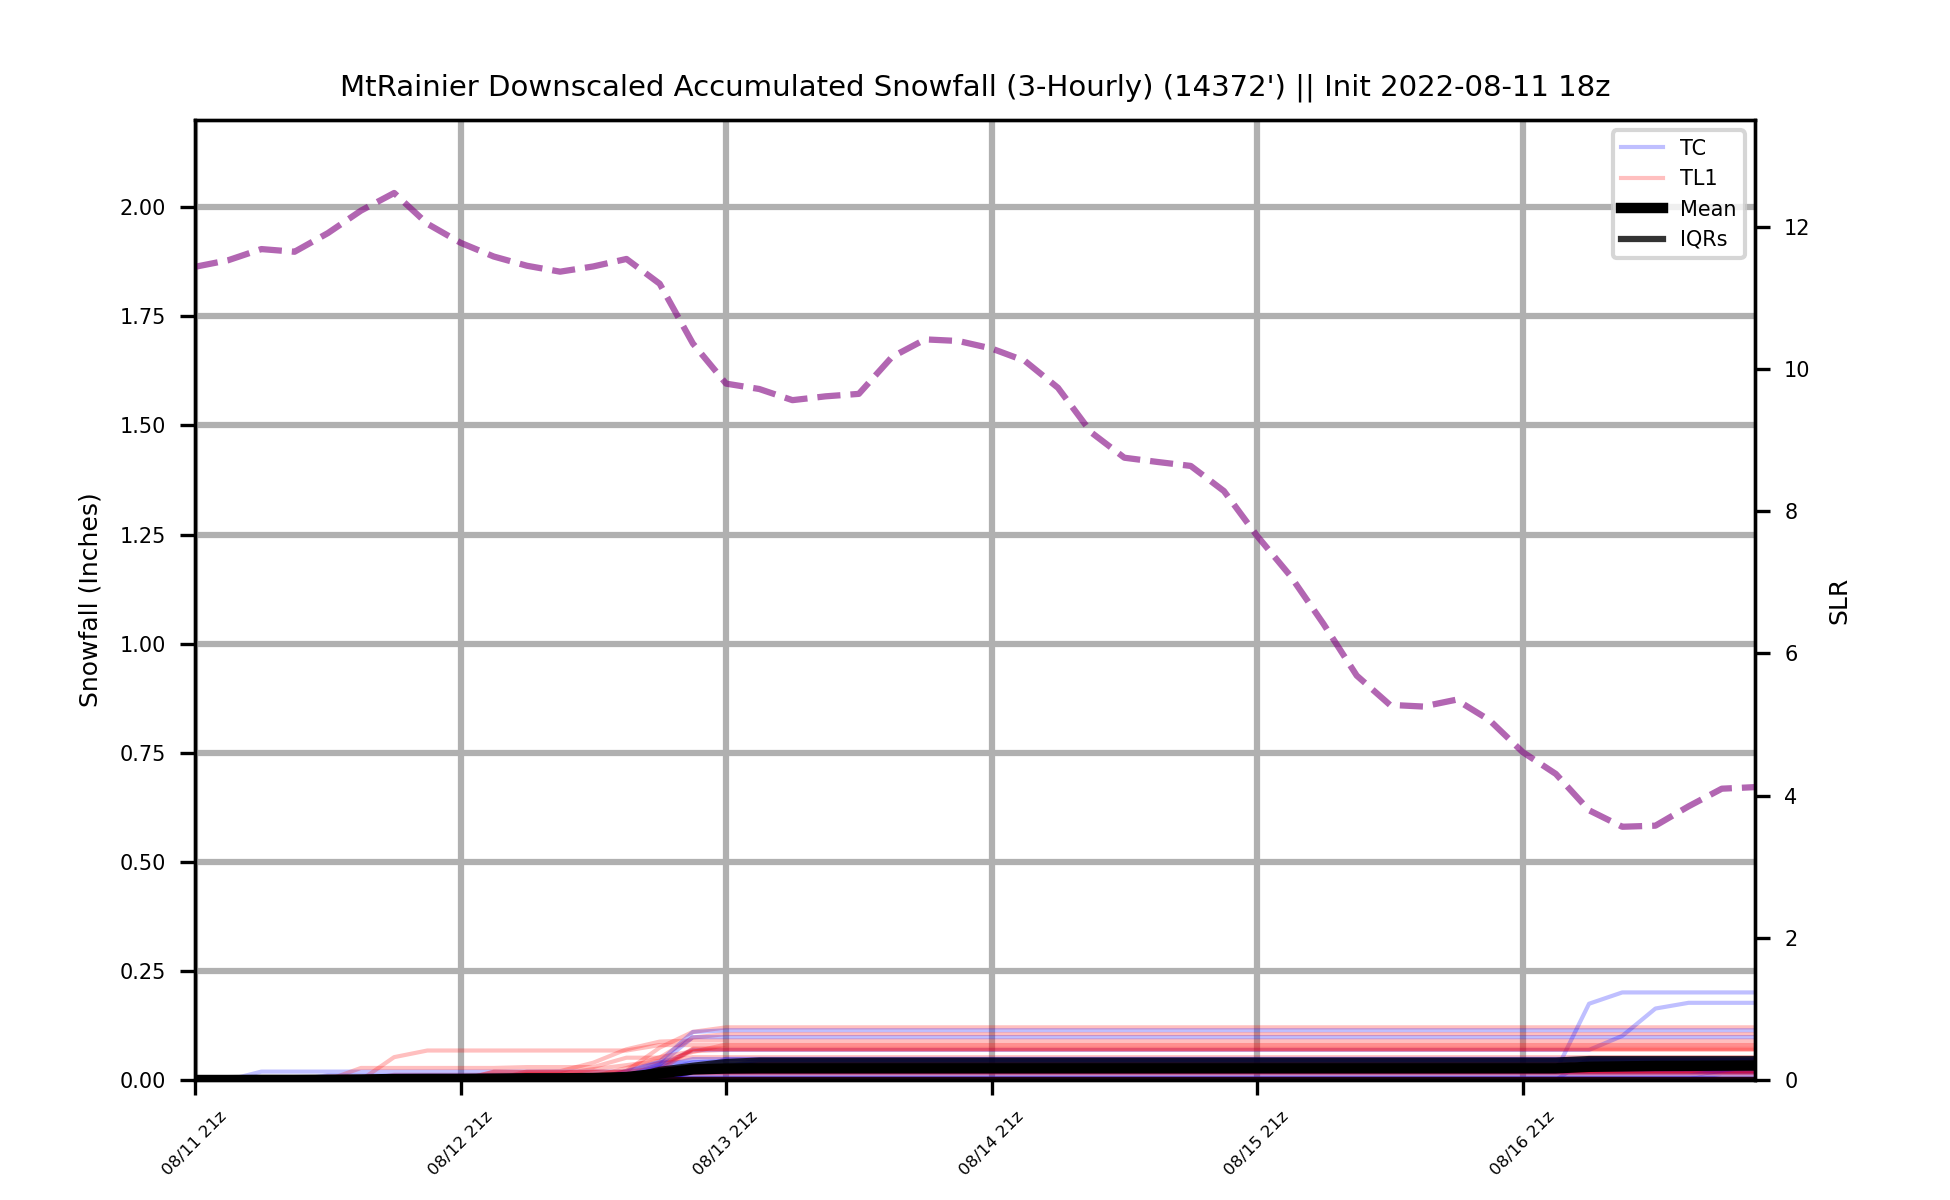 MtRainier Downscaled Accumulated Snowfall (3-Hourly) (14372') || Init 2022-08-11 18z
TC
TL1
Mean
IQRs
Snowfall (Inches)
2.00
1.75
1.50
1.25
1.00
0.75
0.50
0.25
0.00
12
10
8
6
4
2
0
SLR
08/11 21z
08/12 21z
08/13 21z
08/14 21z
08/15 21z
08/16 21z